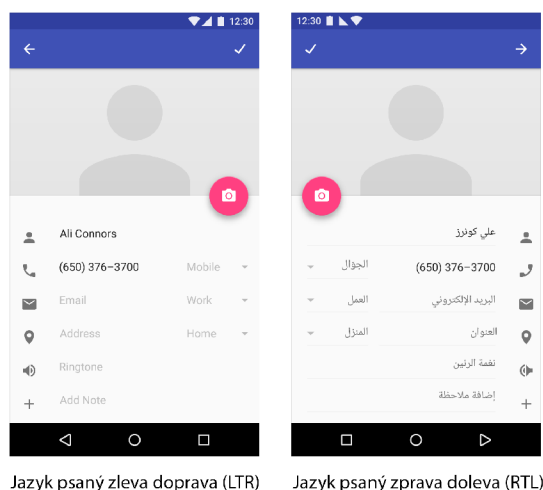 12:30
Ali Connors
(650) 376–3700 Mobile
Email Work
Address Home
Ringtone
Add Note
Jazyk psaný zleva doprava (LTR)
12:30
علي كونرز
(650) 376–3700 الجوّال
البريد الإلكتروني العمل
العنوان المنزل
نغمة الرنين
إضافة ملاحظة
Jazyk psaný zprava doleva (RTL)